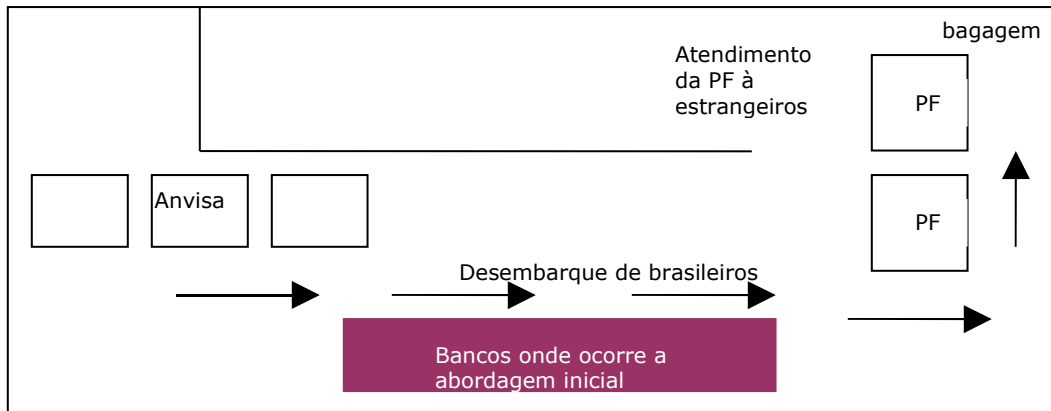 bagagem
Atendimento
da PF à
estrangeiros
PF
Anvisa
PF
Desembarque de brasileiros
Bancos onde ocorre a
abordagem inicial